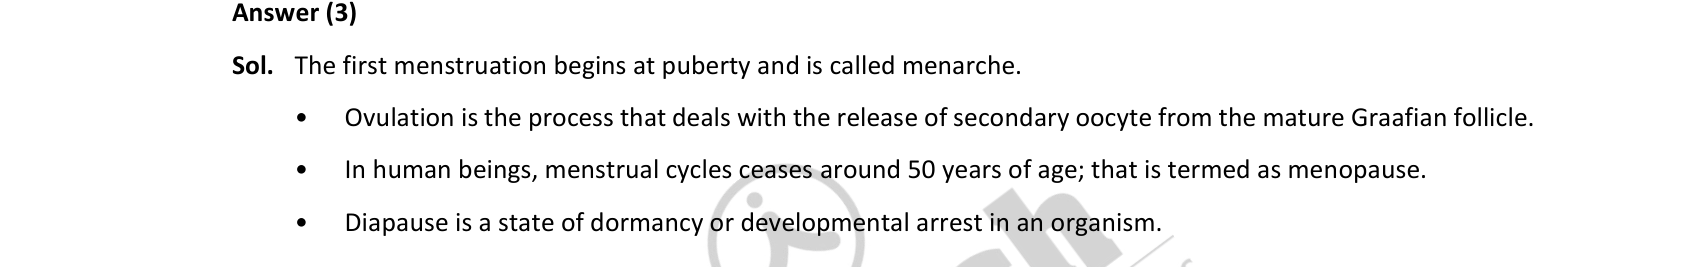 Answer (3)
Sol. The first menstruation begins at puberty and is called menarche.
• Ovulation is the process that deals with the release of secondary oocyte from the mature Graafian follicle.
• In human beings, menstrual cycles ceases around 50 years of age; that is termed as menopause.
• Diapause is a state of dormancy or developmental arrest in an organism.